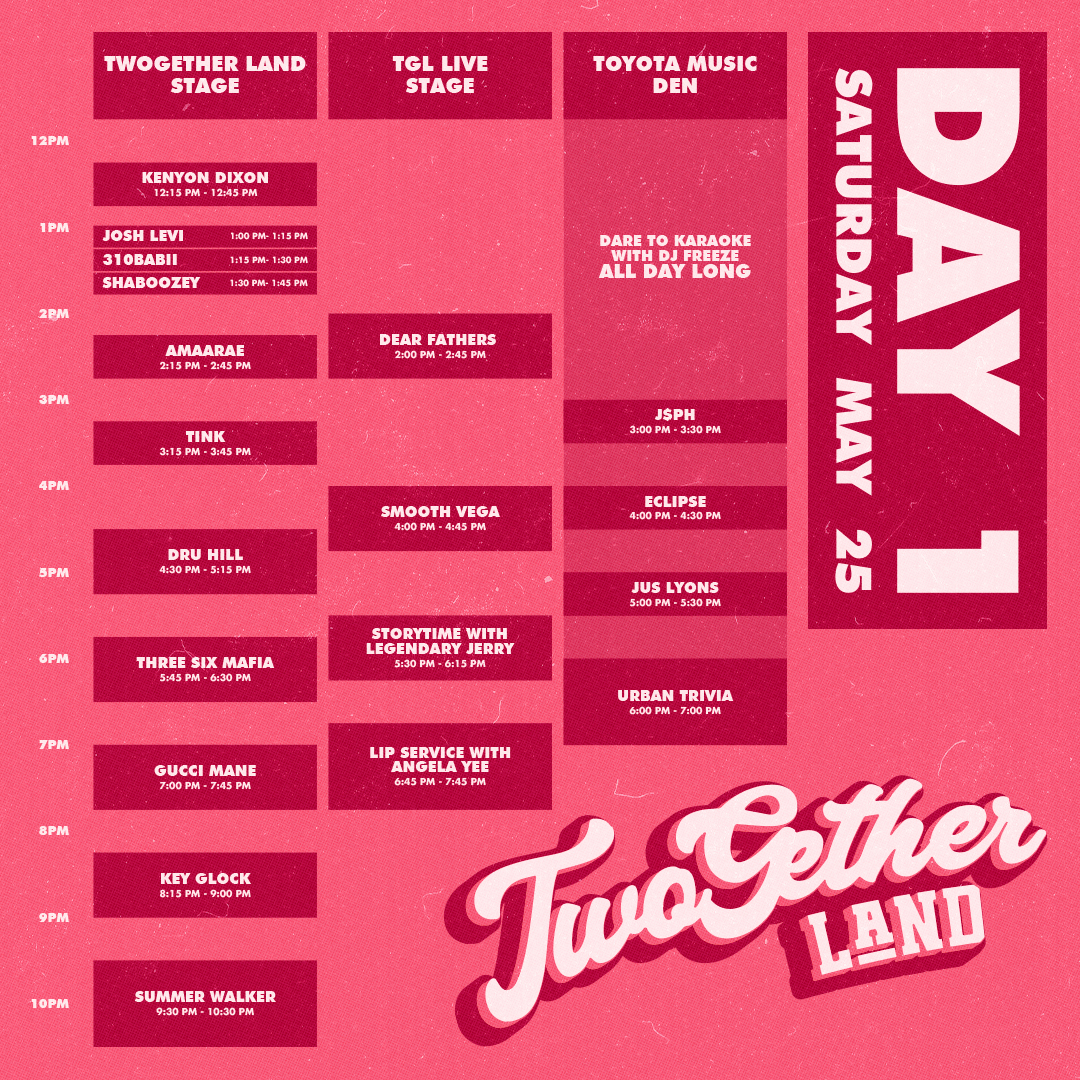 TWOGETHER LAND
STAGE
TGL LIVE
STAGE
TOYOTA MUSIC
DEN
DAY 1
SATURDAY MAY 25
12PM
1PM
2PM
3PM
4PM
5PM
6PM
7PM
8PM
9PM
10PM
KENYON DIXON
12:15 PM - 12:45 PM
JOSH LEVI 1:00 PM- 1:15 PM
310BABII 1:15 PM- 1:30 PM
SHABOOZEY 1:30 PM- 1:45 PM
AMAARAE
2:15 PM - 2:45 PM
TINK
3:15 PM - 3:45 PM
DRU HILL
4:30 PM - 5:15 PM
THREE SIX MAFIA
5:45 PM - 6:30 PM
GUCCI MANE
7:00 PM - 7:45 PM
KEY GLOCK
8:15 PM - 9:00 PM
SUMMER WALKER
9:30 PM - 10:30 PM
DEAR FATHERS
2:00 PM - 2:45 PM
SMOOTH VEGA
4:00 PM - 4:45 PM
STORYTIME WITH
LEGENDARY JERRY
5:30 PM - 6:15 PM
LIP SERVICE WITH
ANGELA YEE
6:45 PM - 7:45 PM
DARE TO KARAOKE
WITH DJ FREEZE
ALL DAY LONG
J$PH
3:00 PM - 3:30 PM
ECLIPSE
4:00 PM - 4:30 PM
JUS LYONS
5:00 PM - 5:30 PM
URBAN TRIVIA
6:00 PM - 7:00 PM
TwoGether
LAND